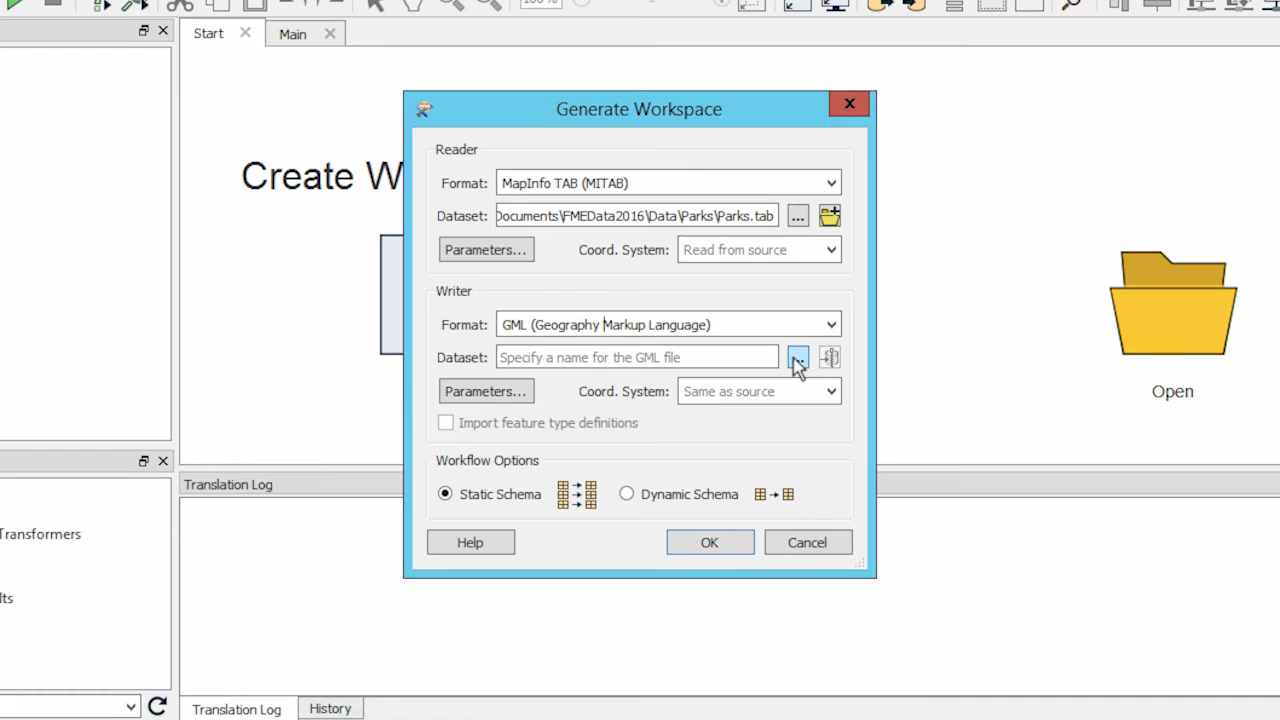 Start
Main
Generate Workspace
Create W
Reader
Format: MapInfo TAB (MITAB)
Dataset: Documents\FMEData2016\Data\Parks\Parks.tab ...
Parameters... Coord. System: Read from source
Writer
Format: GML (Geography Markup Language)
Dataset: Specify a name for the GML file
Parameters... Coord. System: Same as source
Open
Import feature type definitions
Workflow Options
Translation Log
Static Schema Dynamic Schema
Transformers
Help OK Cancel
lts
Translation Log History